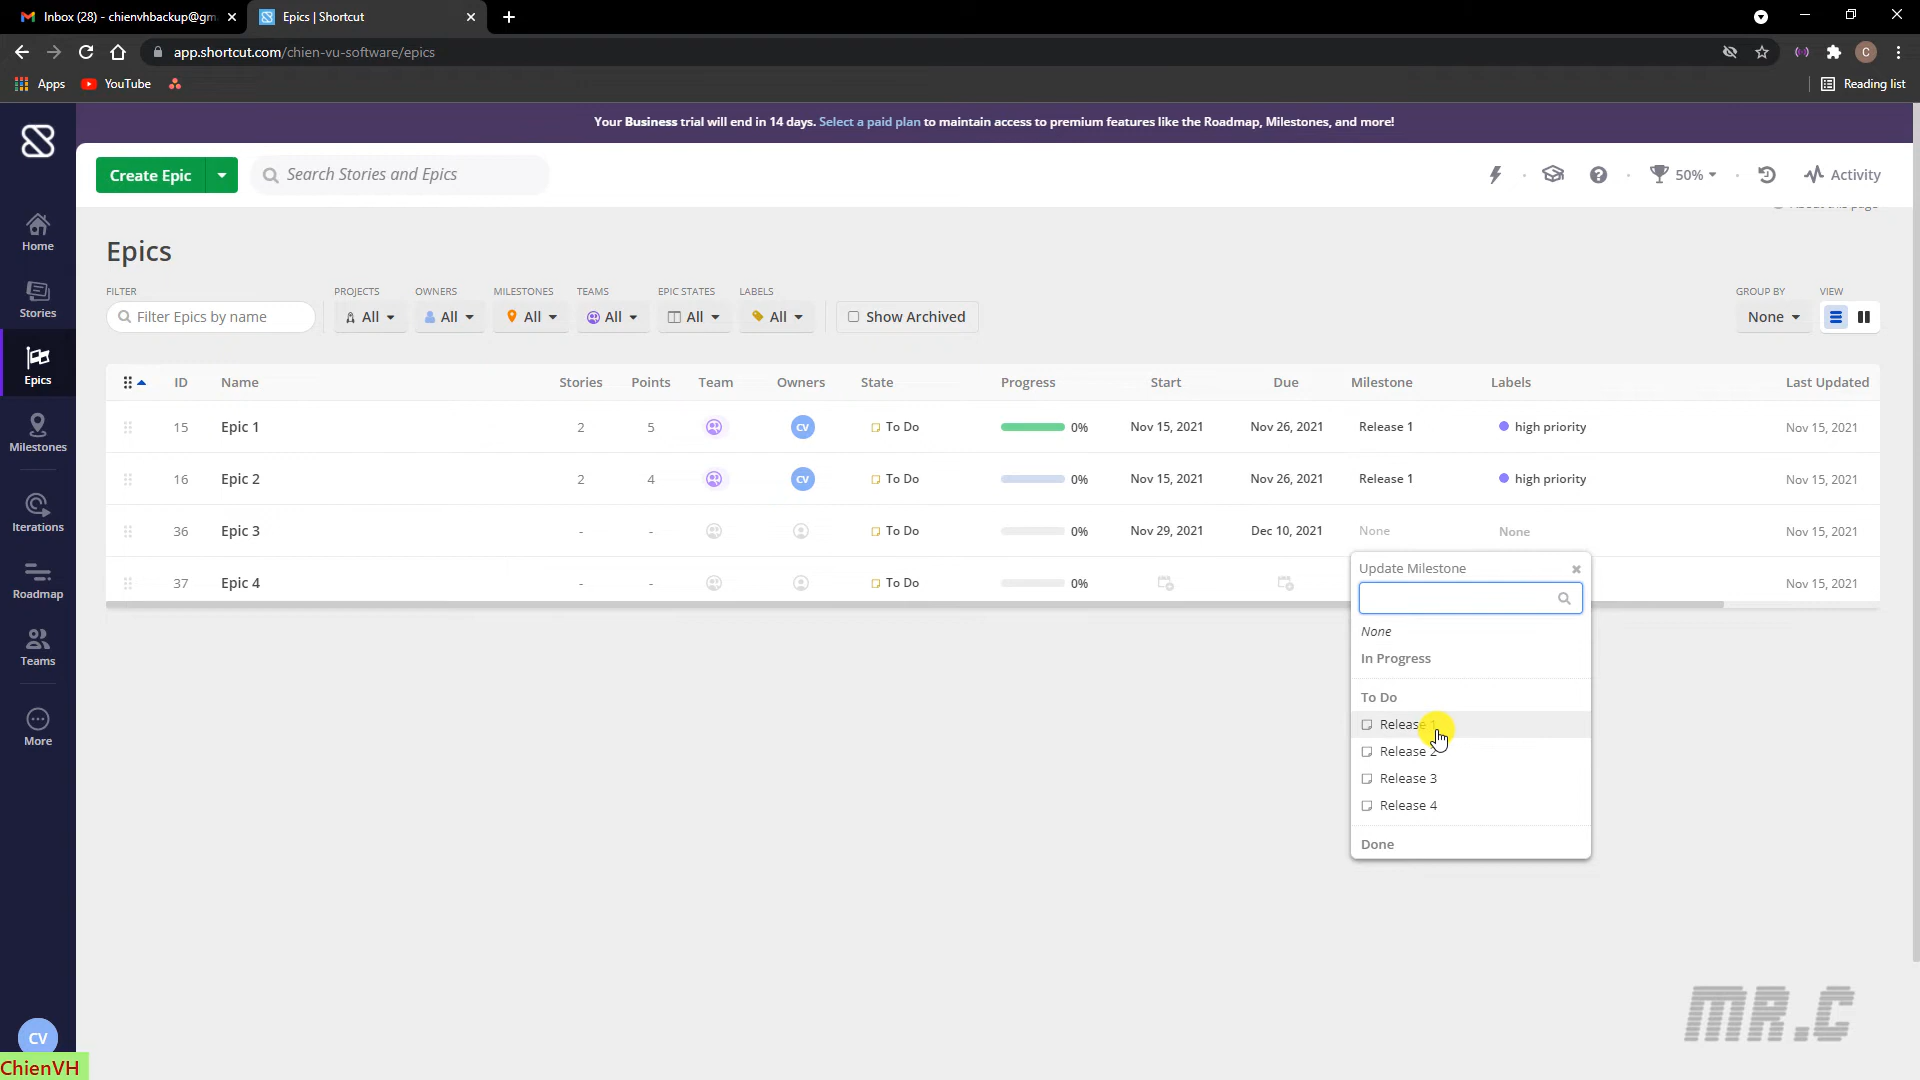 Inbox (28) - chienvhbackup@gm
Epics | Shortcut
app.shortcut.com/chien-vu-software/epics
Apps
YouTube
Reading list
Your Business trial will end in 14 days. Select a paid plan to maintain access to premium features like the Roadmap, Milestones, and more!
Create Epic
Search Stories and Epics
50%
Activity
About this page
Epics
FILTER PROJECTS OWNERS MILESTONES TEAMS EPIC STATES LABELS GROUP BY VIEW
Filter Epics by name All All All All All All Show Archived None
ID Name Stories Points Team Owners State Progress Start Due Milestone Labels Last Updated
15 Epic 1 2 5 CV To Do 0% Nov 15, 2021 Nov 26, 2021 Release 1 high priority Nov 15, 2021
16 Epic 2 2 4 CV To Do 0% Nov 15, 2021 Nov 26, 2021 Release 1 high priority Nov 15, 2021
36 Epic 3 - - To Do 0% Nov 29, 2021 Dec 10, 2021 None None Nov 15, 2021
37 Epic 4 - - To Do 0% Nov 15, 2021
Update Milestone
None
In Progress
To Do
Release 1
Release 2
Release 3
Release 4
Done
Home
Stories
Epics
Milestones
Iterations
Roadmap
Teams
More
CV
ChienVH
MR.C